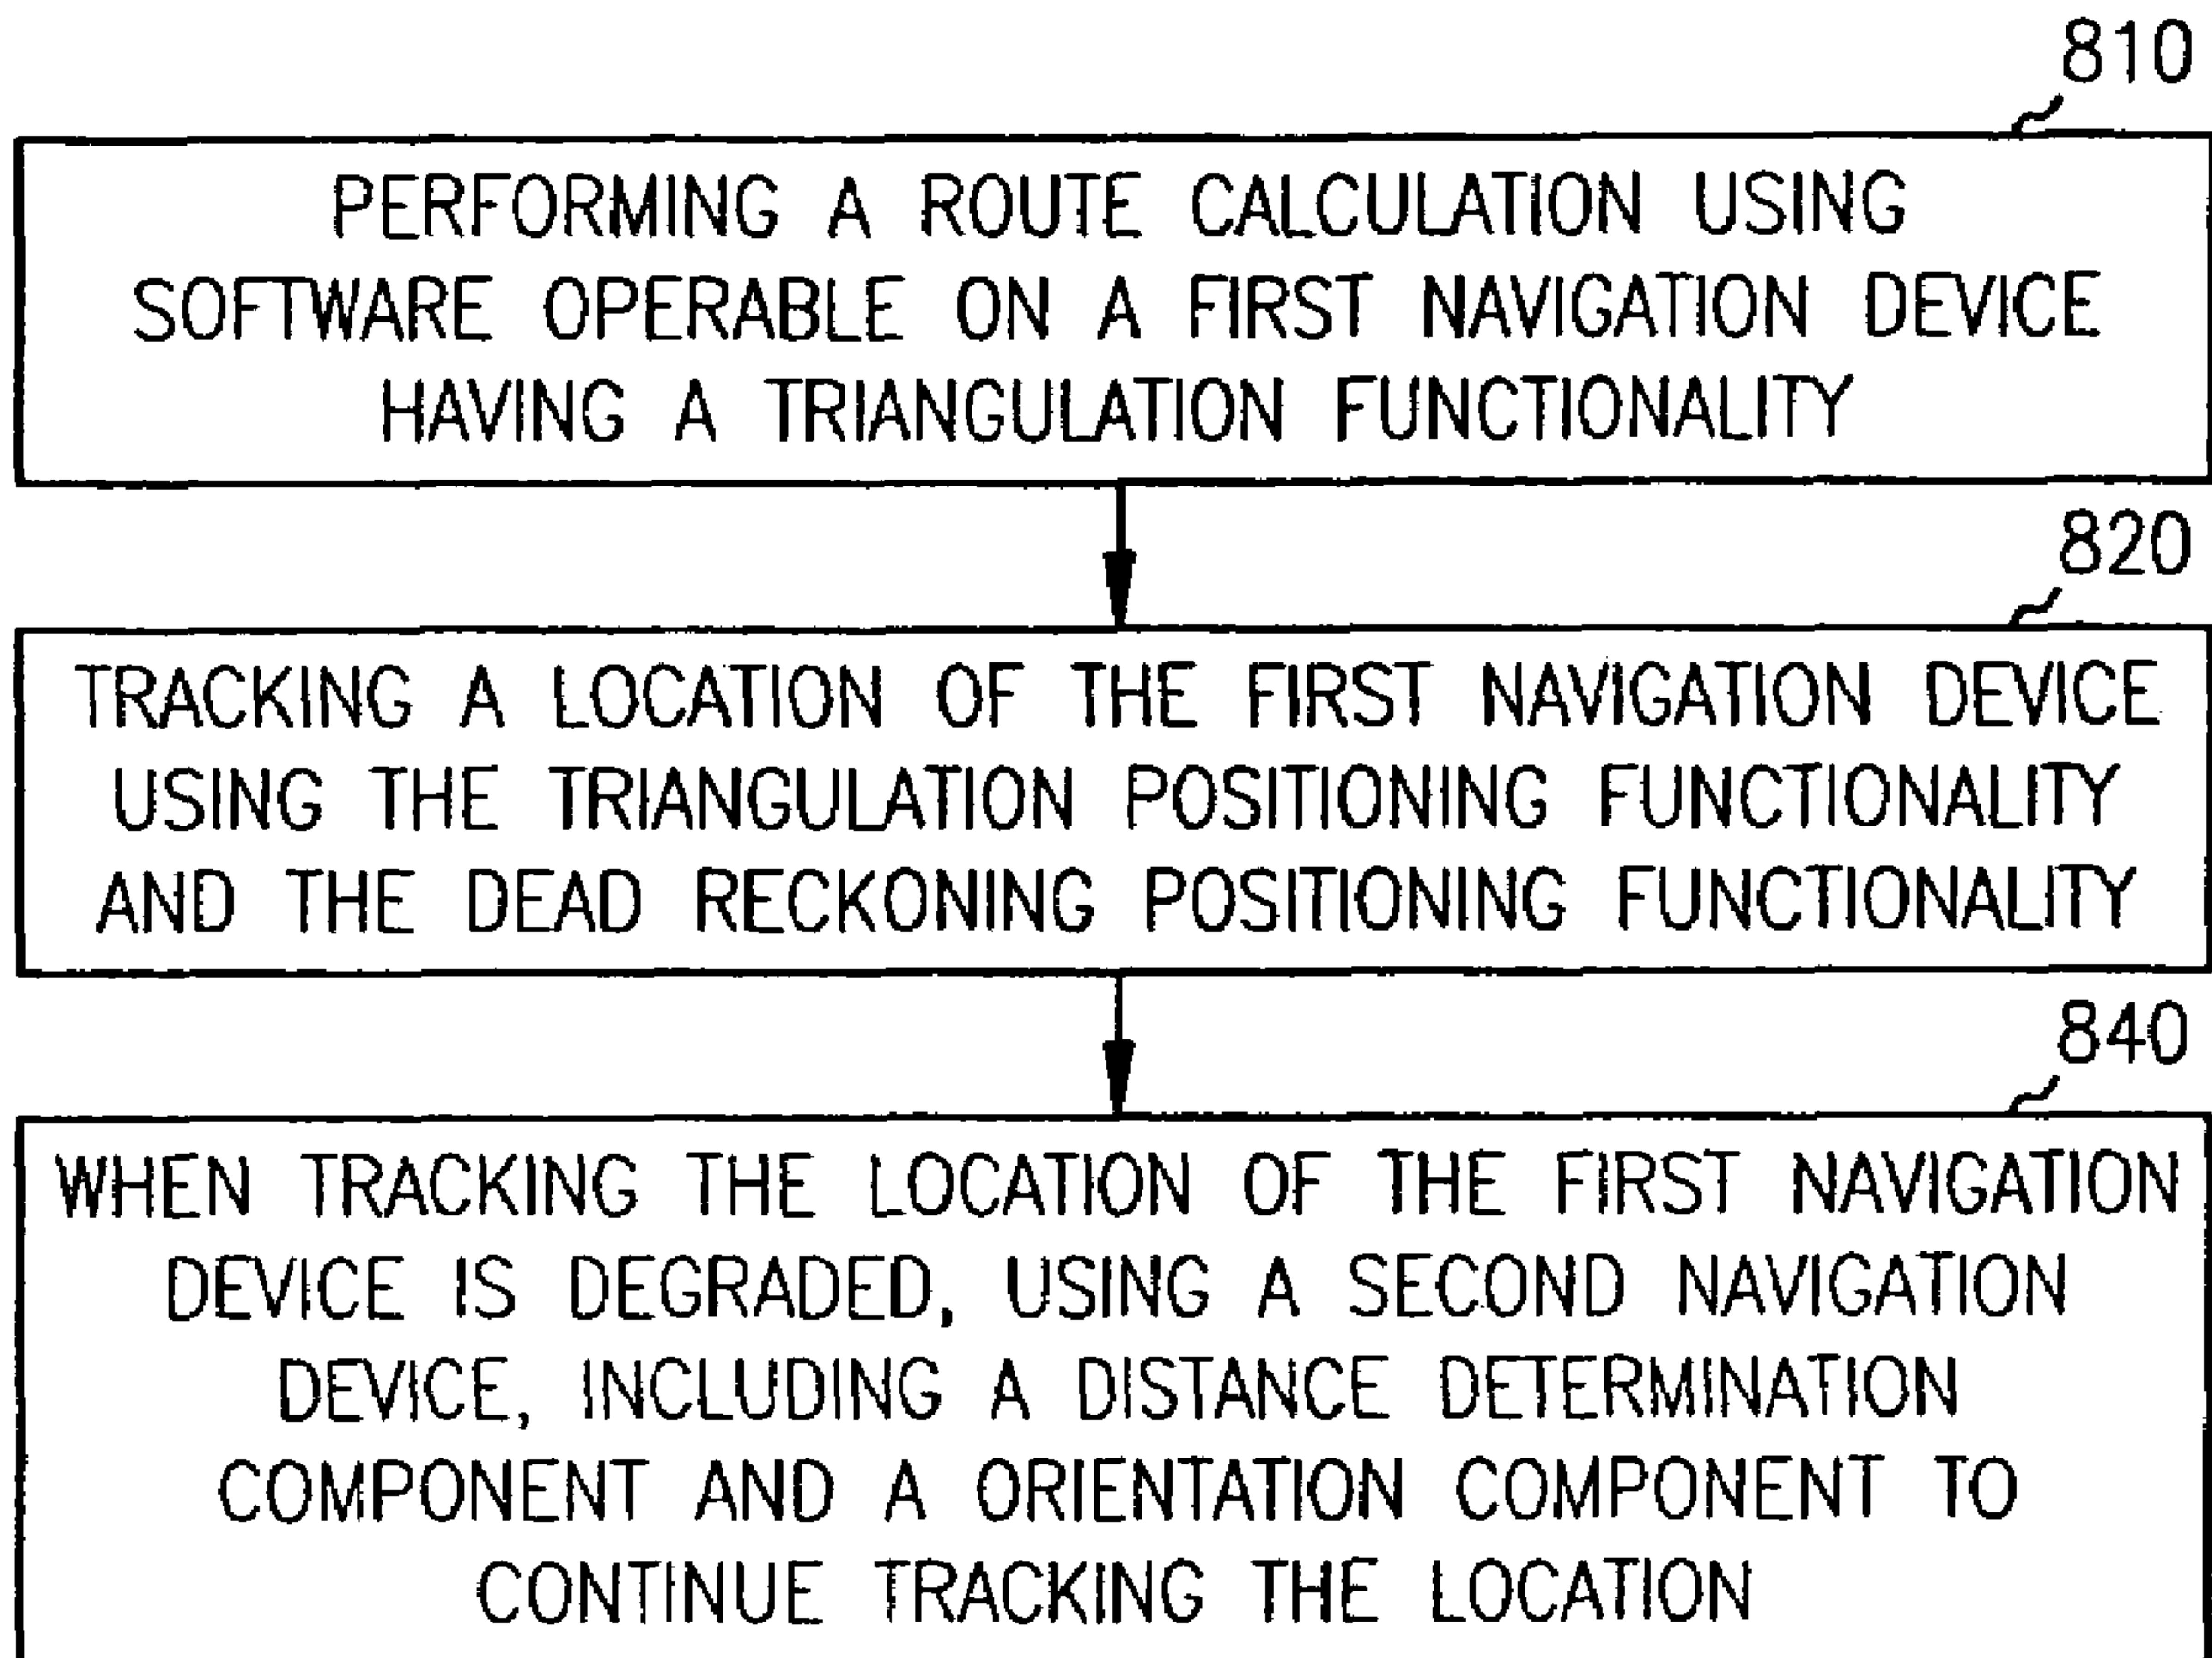 810
PERFORMING A ROUTE CALCULATION USING
SOFTWARE OPERABLE ON A FIRST NAVIGATION DEVICE
HAVING A TRIANGULATION FUNCTIONALITY
820
TRACKING A LOCATION OF THE FIRST NAVIGATION DEVICE
USING THE TRIANGULATION POSITIONING FUNCTIONALITY
AND THE DEAD RECKONING POSITIONING FUNCTIONALITY
840
WHEN TRACKING THE LOCATION OF THE FIRST NAVIGATION
DEVICE IS DEGRADED, USING A SECOND NAVIGATION
DEVICE, INCLUDING A DISTANCE DETERMINATION
COMPONENT AND A ORIENTATION COMPONENT TO
CONTINUE TRACKING THE LOCATION